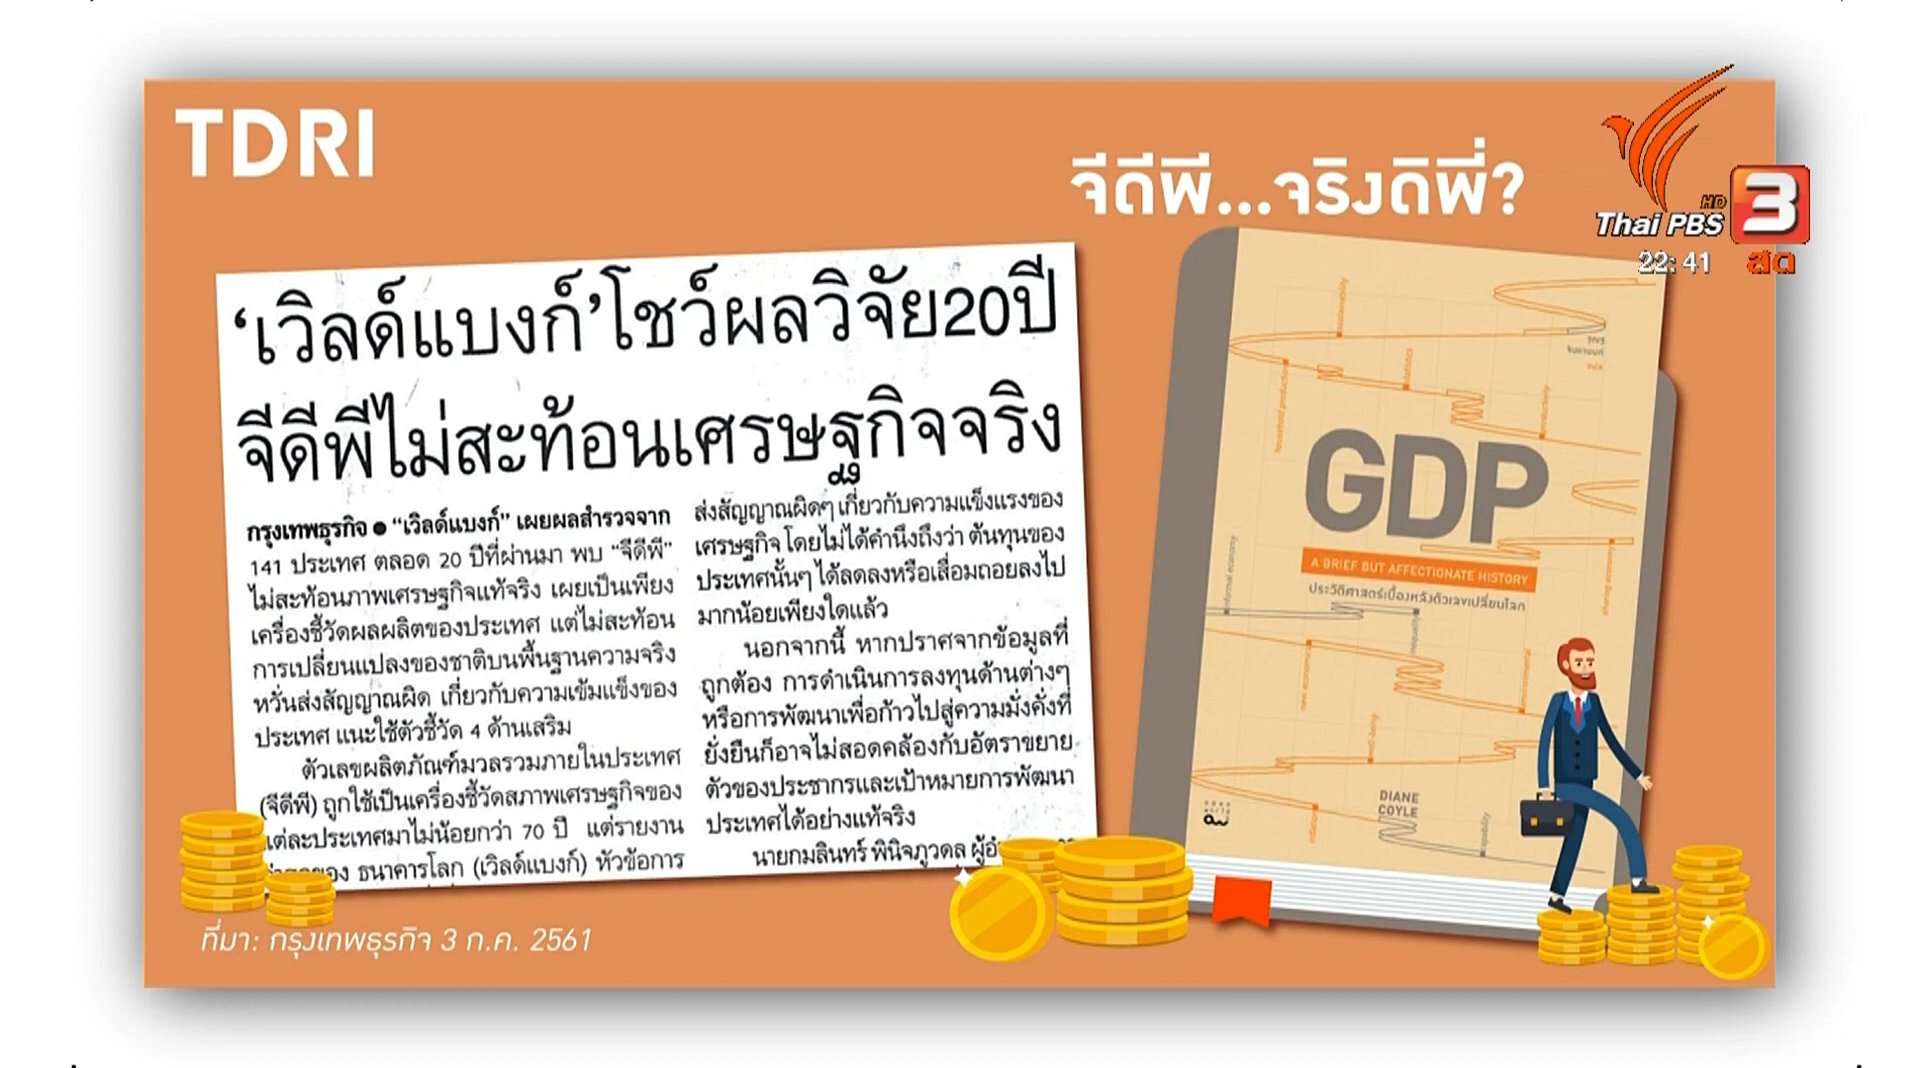 TDRI
จีดีพี...จริงดิพี่?
HD
Thai PBS
3
22:41 สด
‘เวิลด์แบงก์’โชว์ผลวิจัย20ปี
จีดีพีไม่สะท้อนเศรษฐกิจจริง
กรุงเทพธุรกิจ ● “เวิลด์แบงก์” เผยผลสำรวจจาก
141 ประเทศ ตลอด 20 ปีที่ผ่านมา พบ “จีดีพี”
ไม่สะท้อนภาพเศรษฐกิจแท้จริง เผยเป็นเพียง
เครื่องชี้วัดผลผลิตของประเทศ แต่ไม่สะท้อน
การเปลี่ยนแปลงของชาติบนพื้นฐานความจริง
หวั่นส่งสัญญาณผิด เกี่ยวกับความเข้มแข็งของ
ประเทศ แนะใช้ตัวชี้วัด 4 ด้านเสริม
ตัวเลขผลิตภัณฑ์มวลรวมภายในประเทศ
(จีดีพี) ถูกใช้เป็นเครื่องชี้วัดสภาพเศรษฐกิจของ
แต่ละประเทศมาไม่น้อยกว่า 70 ปี แต่รายงาน
ของ ธนาคารโลก (เวิลด์แบงก์) หัวข้อการ
ส่งสัญญาณผิดๆ เกี่ยวกับความแข็งแรงของ
เศรษฐกิจ โดยไม่ได้คำนึงถึงว่า ต้นทุนของ
ประเทศนั้นๆ ได้ลดลงหรือเสื่อมถอยลงไป
มากน้อยเพียงใดแล้ว
นอกจากนี้ หากปราศจากข้อมูลที่
ถูกต้อง การดำเนินการลงทุนด้านต่างๆ
หรือการพัฒนาเพื่อก้าวไปสู่ความมั่งคั่งที่
ยั่งยืนก็อาจไม่สอดคล้องกับอัตราขยาย
ตัวของประชากรและเป้าหมายการพัฒนา
ประเทศได้อย่างแท้จริง
นายกมลินทร์ พินิจภูวดล
GDP
A BRIEF BUT AFFECTIONATE HISTORY
ประวัติศาสตร์เบื้องหลังตัวเลขเปลี่ยนโลก
DIANE
COYLE
ที่มา: กรุงเทพธุรกิจ 3 ก.ค. 2561